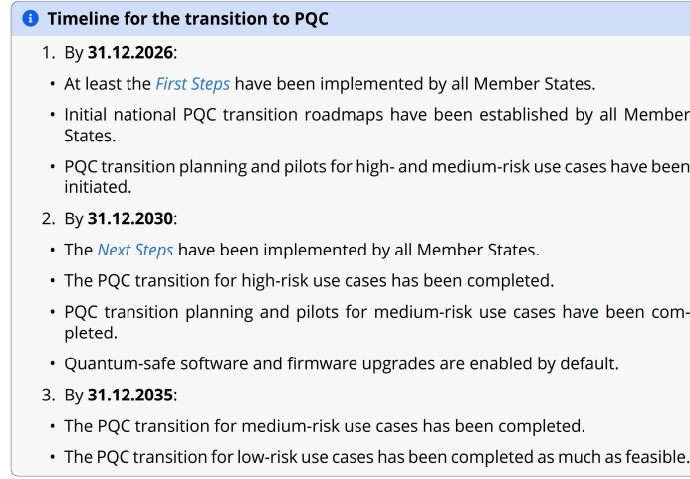 Timeline for the transition to PQC
1. By 31.12.2026:
• At least the First Steps have been implemented by all Member States.
• Initial national PQC transition roadmaps have been established by all Member
States.
• PQC transition planning and pilots for high- and medium-risk use cases have been
initiated.
2. By 31.12.2030:
• The Next Steps have been implemented by all Member States.
• The PQC transition for high-risk use cases has been completed.
• PQC transition planning and pilots for medium-risk use cases have been com-
pleted.
• Quantum-safe software and firmware upgrades are enabled by default.
3. By 31.12.2035:
• The PQC transition for medium-risk use cases has been completed.
• The PQC transition for low-risk use cases has been completed as much as feasible.